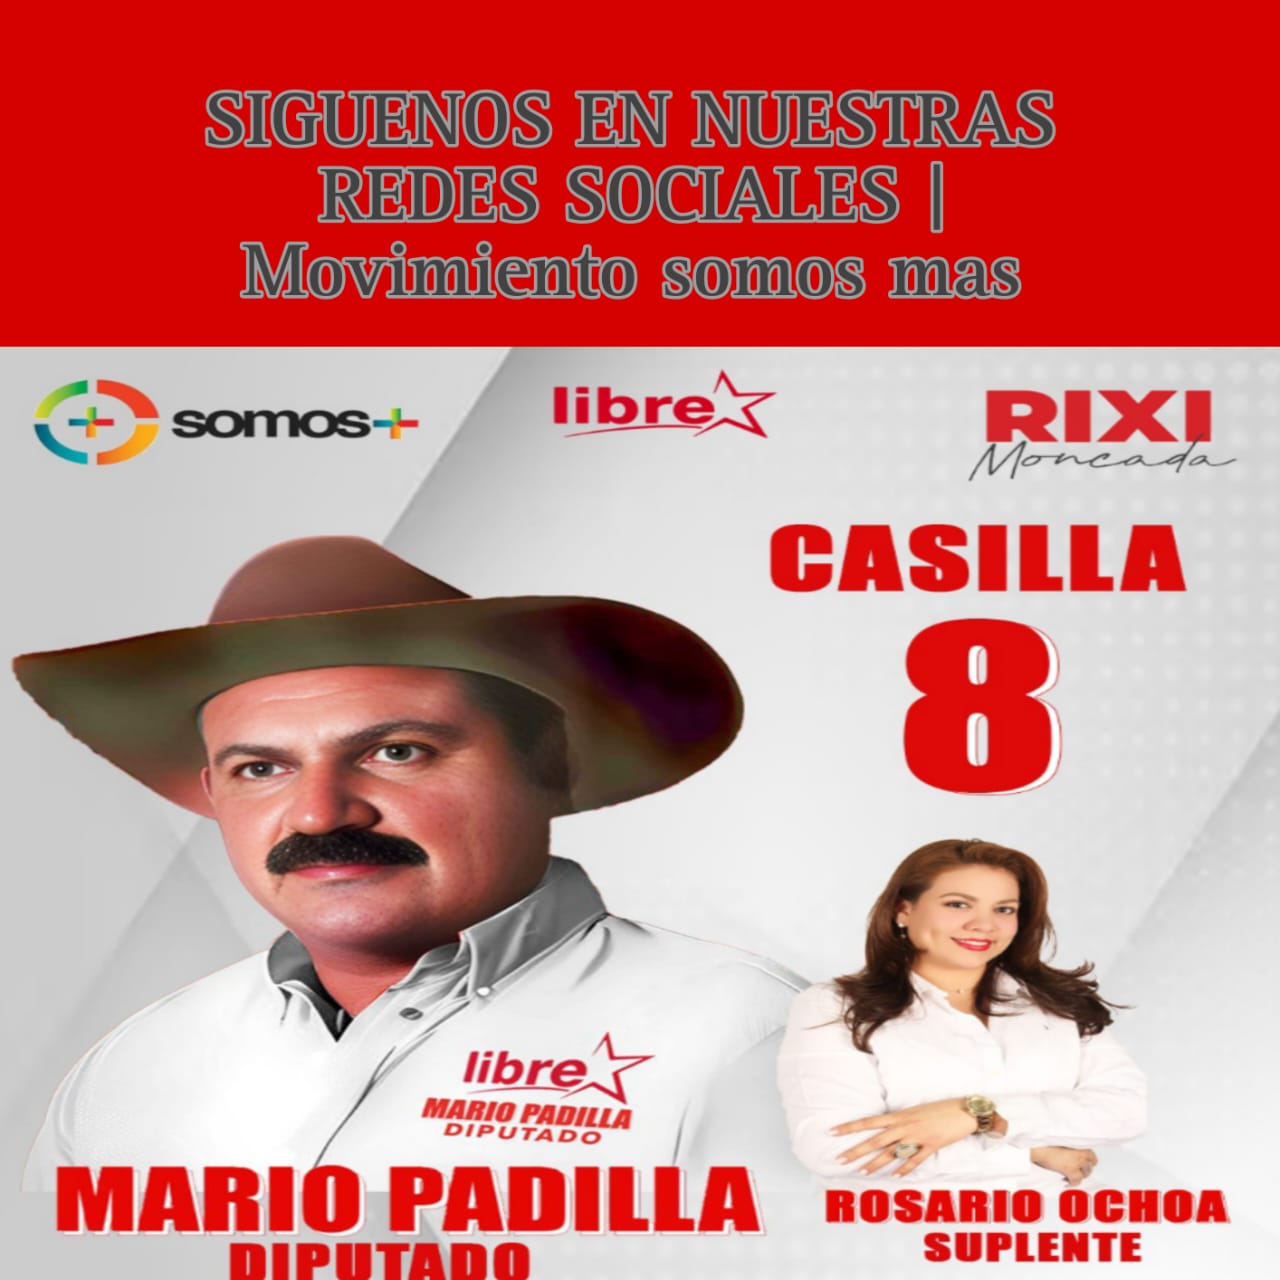 SIGUENOS EN NUESTRAS
REDES SOCIALES |
Movimiento somos mas
somos+
libre
RIXI
Moncada
CASILLA
8
libre
MARIO PADILLA
DIPUTADO
MARIO PADILLA
DIPUTADO
ROSARIO OCHOA
SUPLENTE